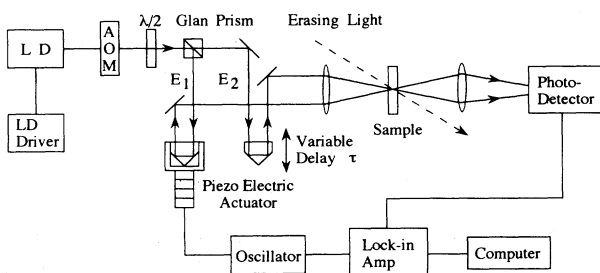 L D
AOM
λ/2
Glan Prism
Erasing Light
E1
E2
Photo-
Detector
Sample
LD
Driver
Variable
Delay τ
Piezo Electric
Actuator
Oscillator
Lock-in
Amp
Computer